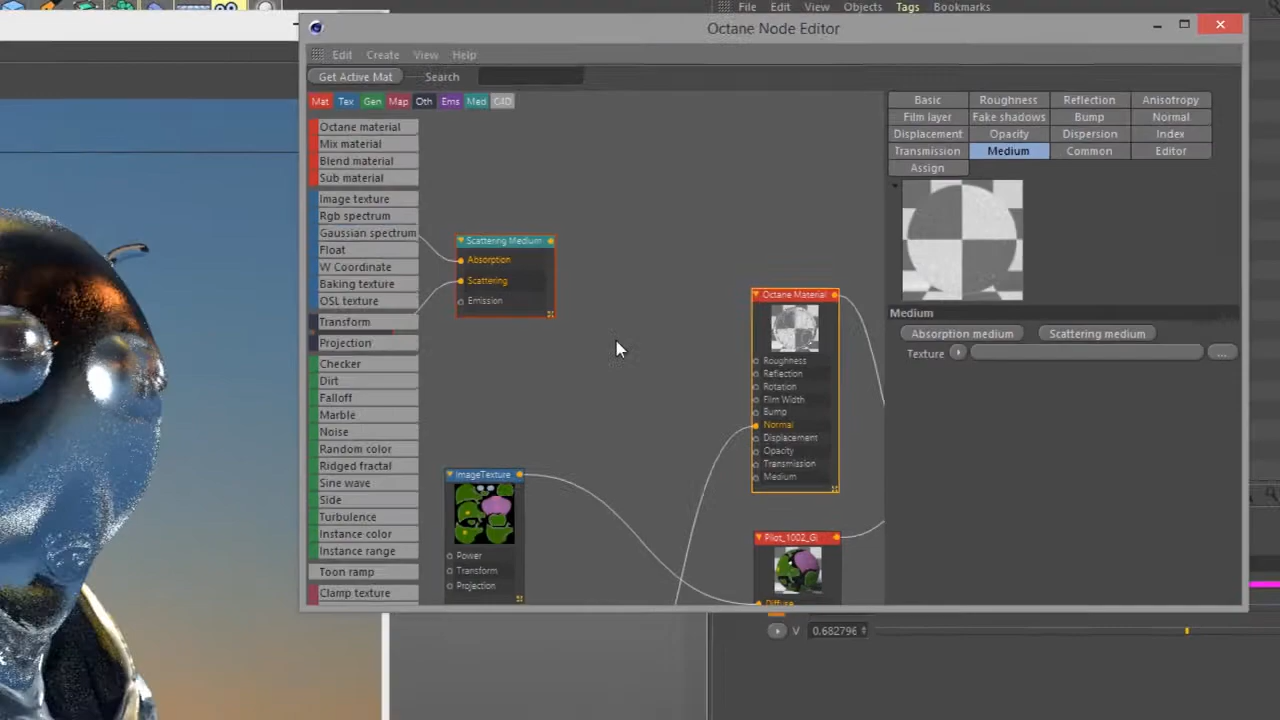 File Edit View Objects Tags Bookmarks
Octane Node Editor
Edit Create View Help
Get Active Mat Search
Mat Tex Gen Map Oth Ems Med C4D
Octane material
Mix material
Blend material
Sub material
Image texture
Rgb spectrum
Gaussian spectrum
Float
W Coordinate
Baking texture
OSL texture
Transform
Projection
Checker
Dirt
Falloff
Marble
Noise
Random color
Ridged fractal
Sine wave
Side
Turbulence
Instance color
Instance range
Toon ramp
Clamp texture
Scattering Medium
Absorption
Scattering
Emission
ImageTexture
Power
Transform
Projection
Octane Material
Roughness
Reflection
Rotation
Film Width
Bump
Normal
Displacement
Opacity
Transmission
Medium
Pilot_1002_G
Diffuse
Basic Roughness Reflection Anisotropy
Film layer Fake shadows Bump Normal
Displacement Opacity Dispersion Index
Transmission Medium Common Editor
Assign
Medium
Absorption medium Scattering medium
Texture ...
V 0.682796